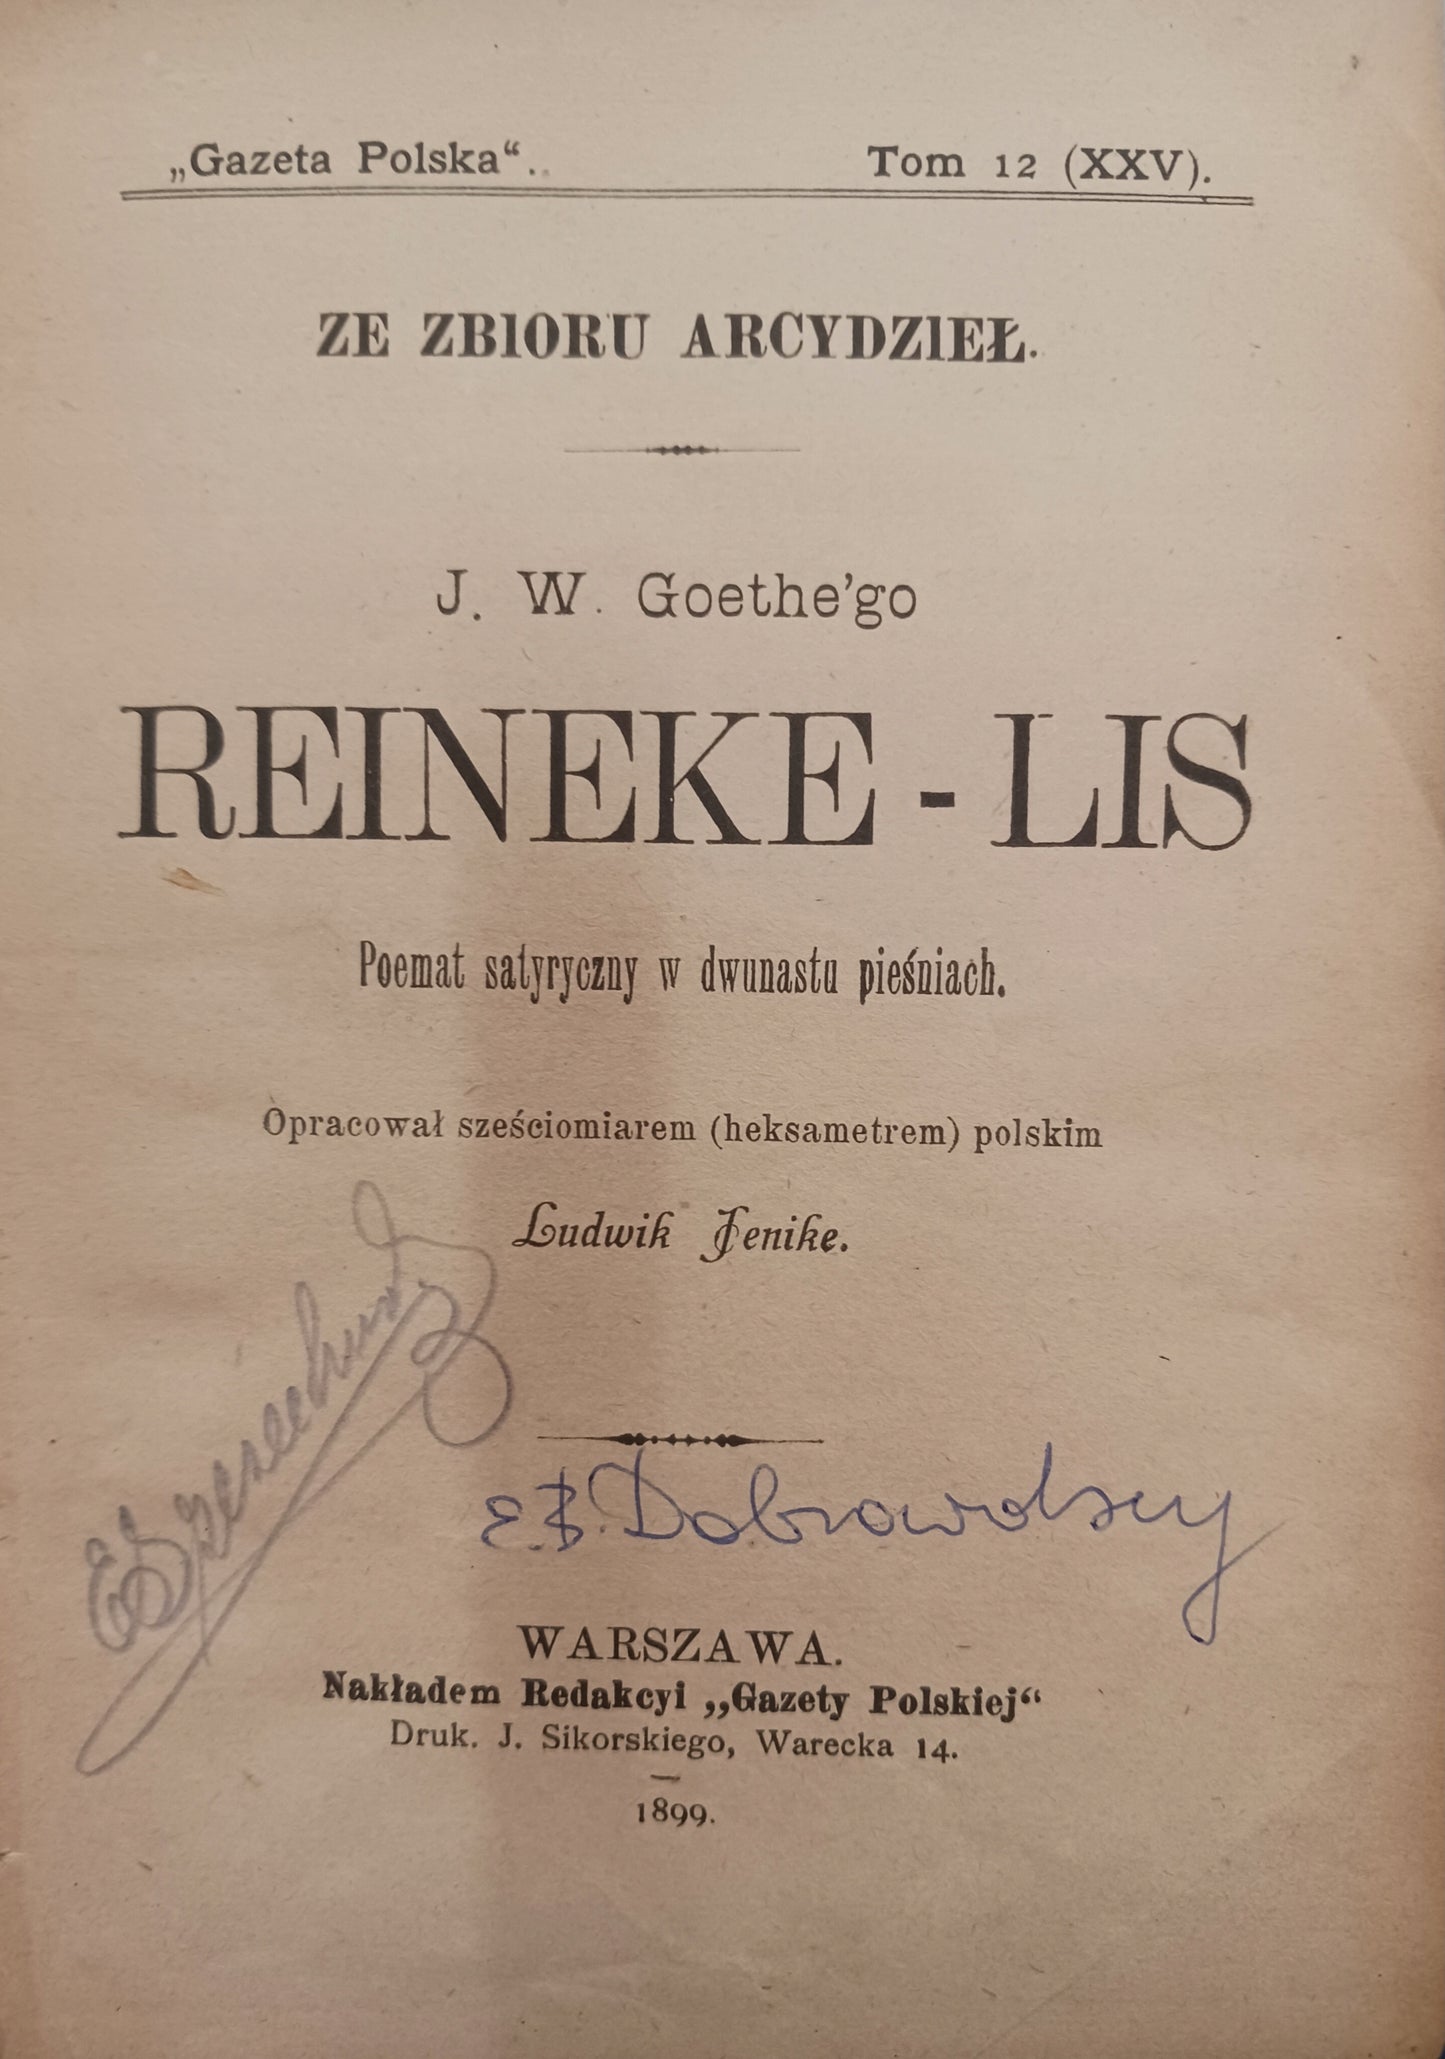 „Gazeta Polska“. Tom 12 (XXV).
ZE ZBIORU ARCYDZIEŁ.
J. W. Goethe’go
REINEKE - LIS
Poemat satyryczny w dwunastu pieśniach.
Opracował sześciomiarem (heksametrem) polskim
Ludwik Jenike.
E.B. Dobrowolscy
WARSZAWA.
Nakładem Redakcyi „Gazety Polskiej“
Druk. J. Sikorskiego, Warecka 14.
1899.